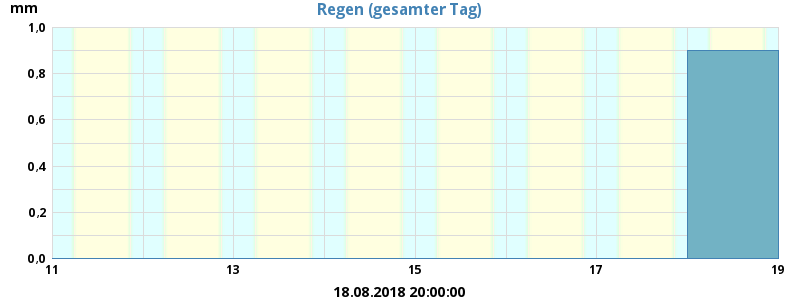 mm
Regen (gesamter Tag)
1,0
0,8
0,6
0,4
0,2
0,0
11 13 15 17 19
18.08.2018 20:00:00